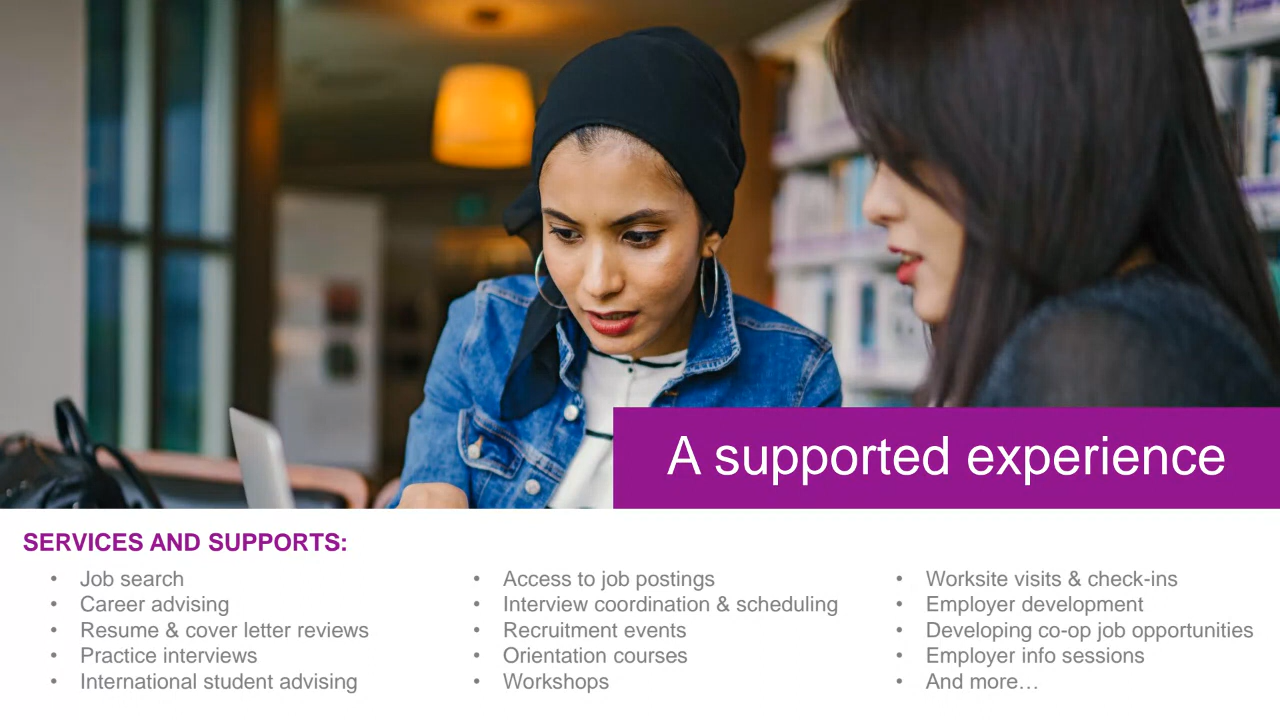 A supported experience
SERVICES AND SUPPORTS:
• Job search
• Career advising
• Resume & cover letter reviews
• Practice interviews
• International student advising
• Access to job postings
• Interview coordination & scheduling
• Recruitment events
• Orientation courses
• Workshops
• Worksite visits & check-ins
• Employer development
• Developing co-op job opportunities
• Employer info sessions
• And more…